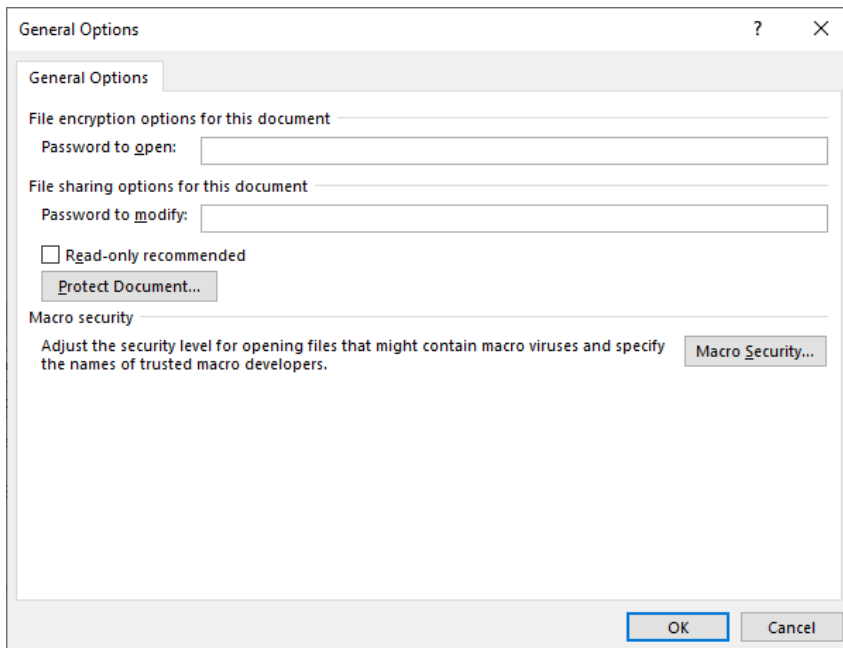 General Options
?
General Options
File encryption options for this document
Password to open:
File sharing options for this document
Password to modify:
Read-only recommended
Protect Document...
Macro security
Adjust the security level for opening files that might contain macro viruses and specify
the names of trusted macro developers.
Macro Security...
OK Cancel